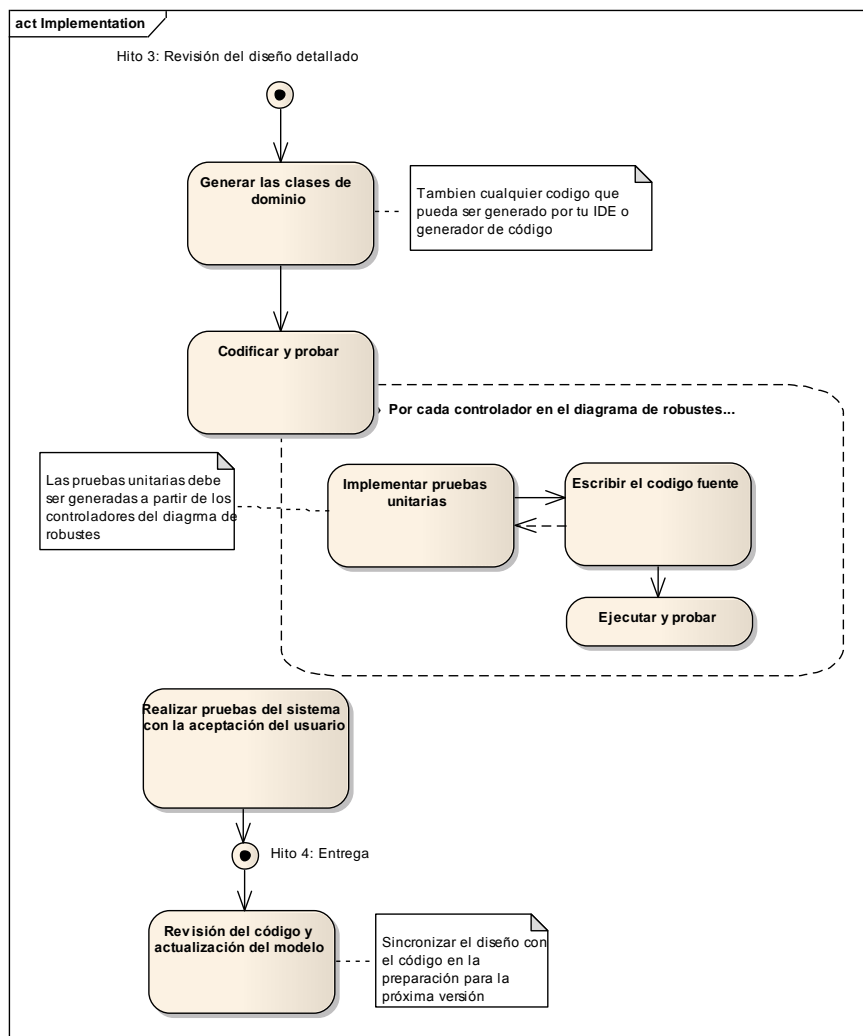 act Implementation
Hito 3: Revisión del diseño detallado
Generar las clases de
dominio
Tambien cualquier codigo que
pueda ser generado por tu IDE o
generador de código
Codificar y probar
Por cada controlador en el diagrama de robustes...
Las pruebas unitarias debe
ser generadas a partir de los
controladores del diagrma de
robustes
Implementar pruebas
unitarias
Escribir el codigo fuente
Ejecutar y probar
Realizar pruebas del sistema
con la aceptación del usuario
Hito 4: Entrega
Revisión del código y
actualización del modelo
Sincronizar el diseño con
el código en la
preparación para la
próxima versión